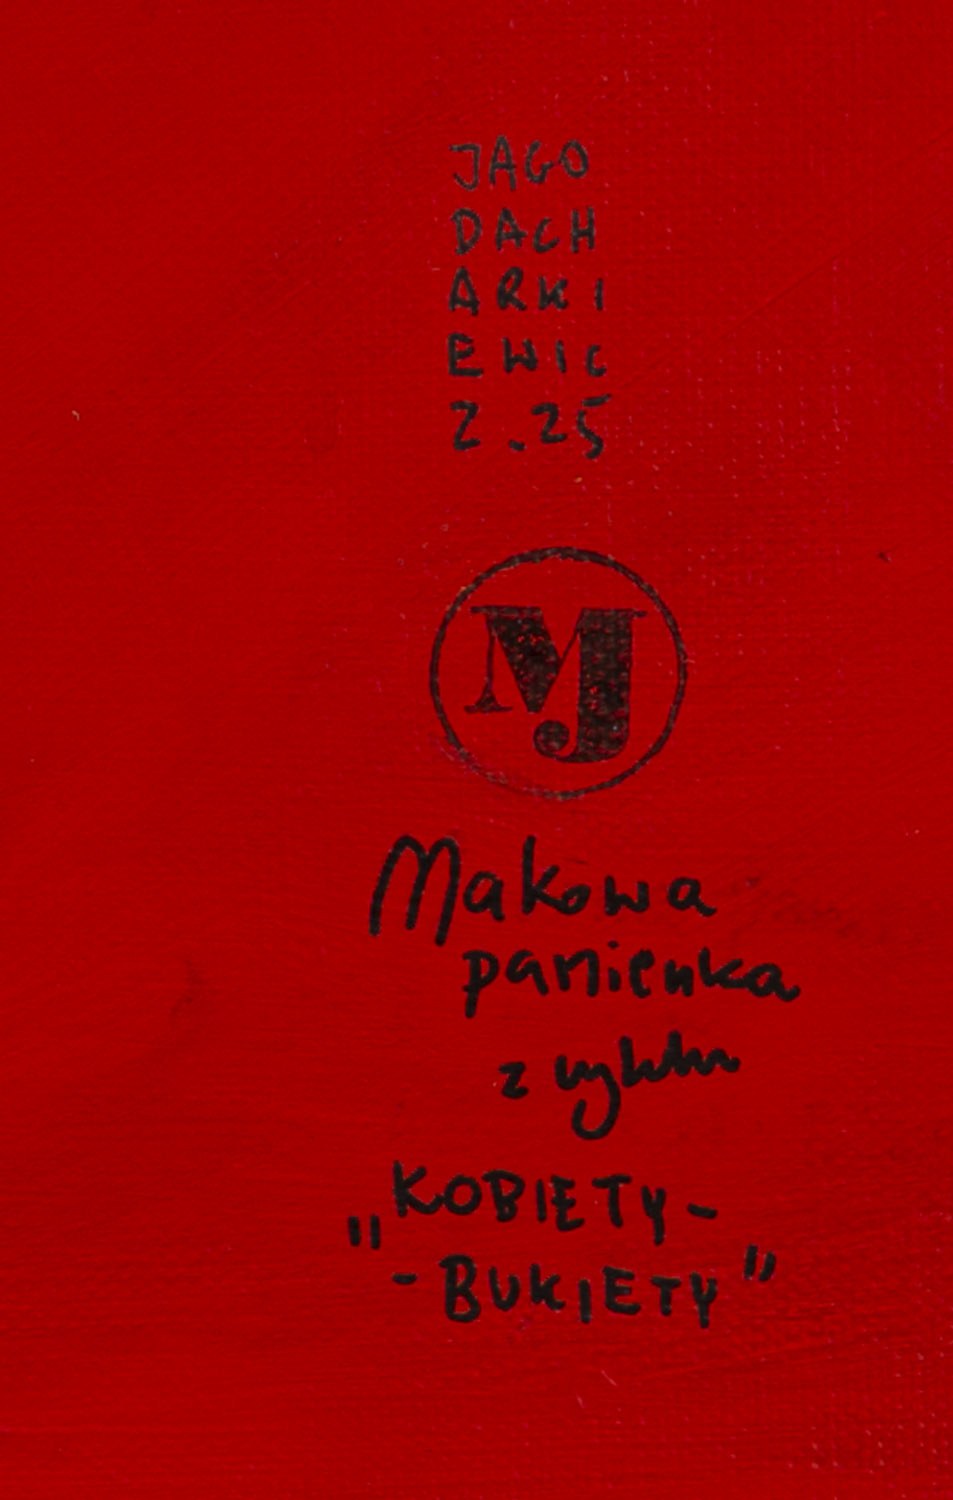 JAGO
DACH
ARKI
EWIC
Z.25
MJ
Makowa
panienka
z cyklu
"KOBIETY-
-BUKIETY"